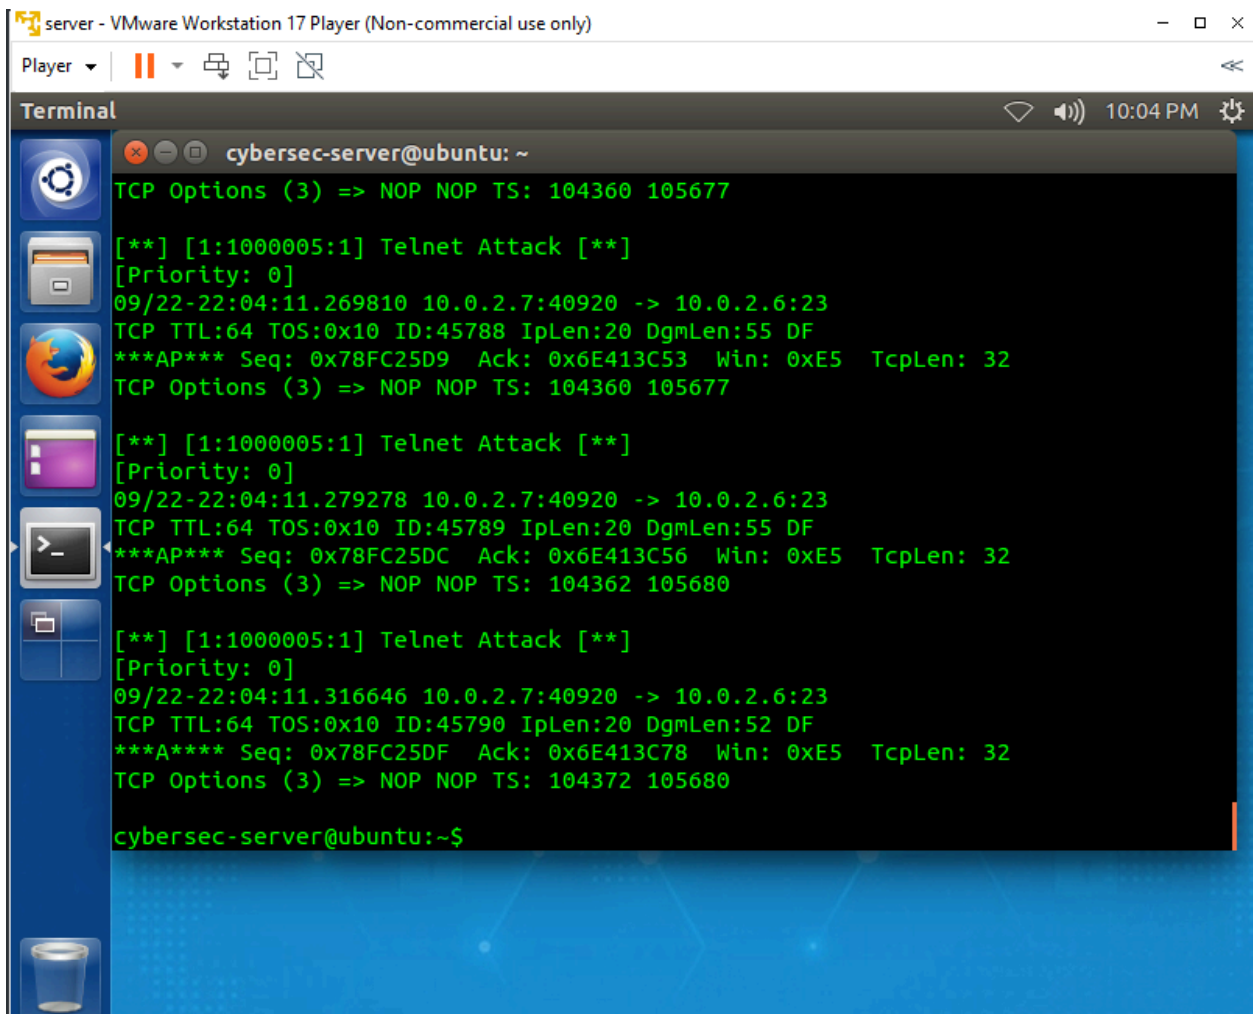 server - VMware Workstation 17 Player (Non-commercial use only)
Player
Terminal
10:04 PM
cybersec-server@ubuntu: ~
TCP Options (3) => NOP NOP TS: 104360 105677
[**] [1:1000005:1] Telnet Attack [**]
[Priority: 0]
09/22-22:04:11.269810 10.0.2.7:40920 -> 10.0.2.6:23
TCP TTL:64 TOS:0x10 ID:45788 IpLen:20 DgmLen:55 DF
***AP*** Seq: 0x78FC25D9  Ack: 0x6E413C53  Win: 0xE5  TcpLen: 32
TCP Options (3) => NOP NOP TS: 104360 105677
[**] [1:1000005:1] Telnet Attack [**]
[Priority: 0]
09/22-22:04:11.279278 10.0.2.7:40920 -> 10.0.2.6:23
TCP TTL:64 TOS:0x10 ID:45789 IpLen:20 DgmLen:55 DF
***AP*** Seq: 0x78FC25DC  Ack: 0x6E413C56  Win: 0xE5  TcpLen: 32
TCP Options (3) => NOP NOP TS: 104362 105680
[**] [1:1000005:1] Telnet Attack [**]
[Priority: 0]
09/22-22:04:11.316646 10.0.2.7:40920 -> 10.0.2.6:23
TCP TTL:64 TOS:0x10 ID:45790 IpLen:20 DgmLen:52 DF
***A**** Seq: 0x78FC25DF  Ack: 0x6E413C78  Win: 0xE5  TcpLen: 32
TCP Options (3) => NOP NOP TS: 104372 105680
cybersec-server@ubuntu:~$